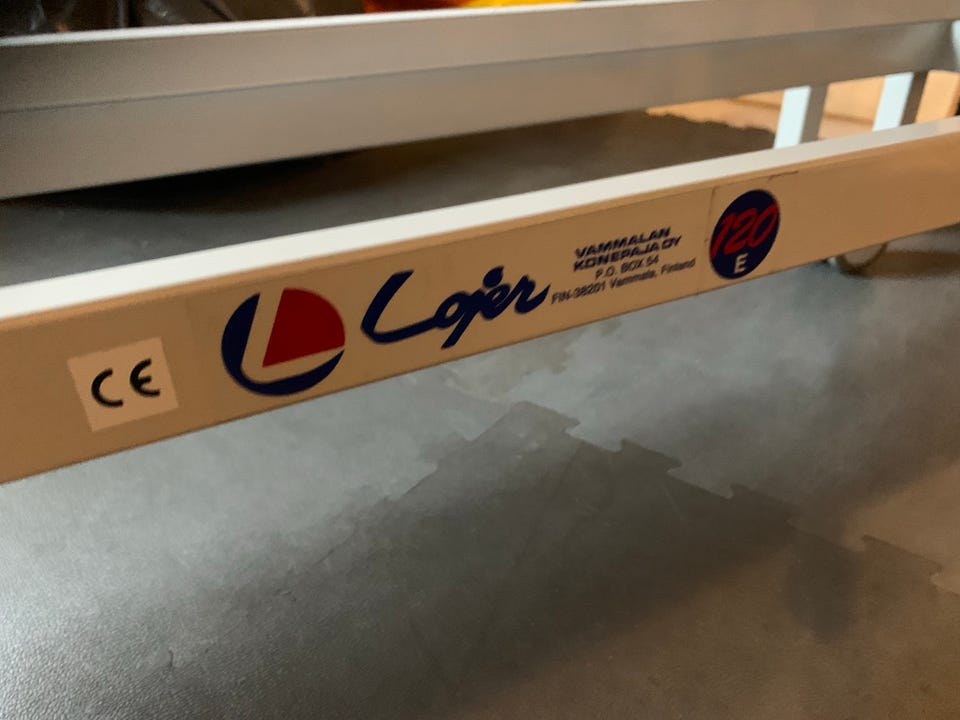 CE
Lojer
VAMMALAN
KONEPAJA OY
P.O. BOX 54
FIN-38201 Vammala, Finland
120
E